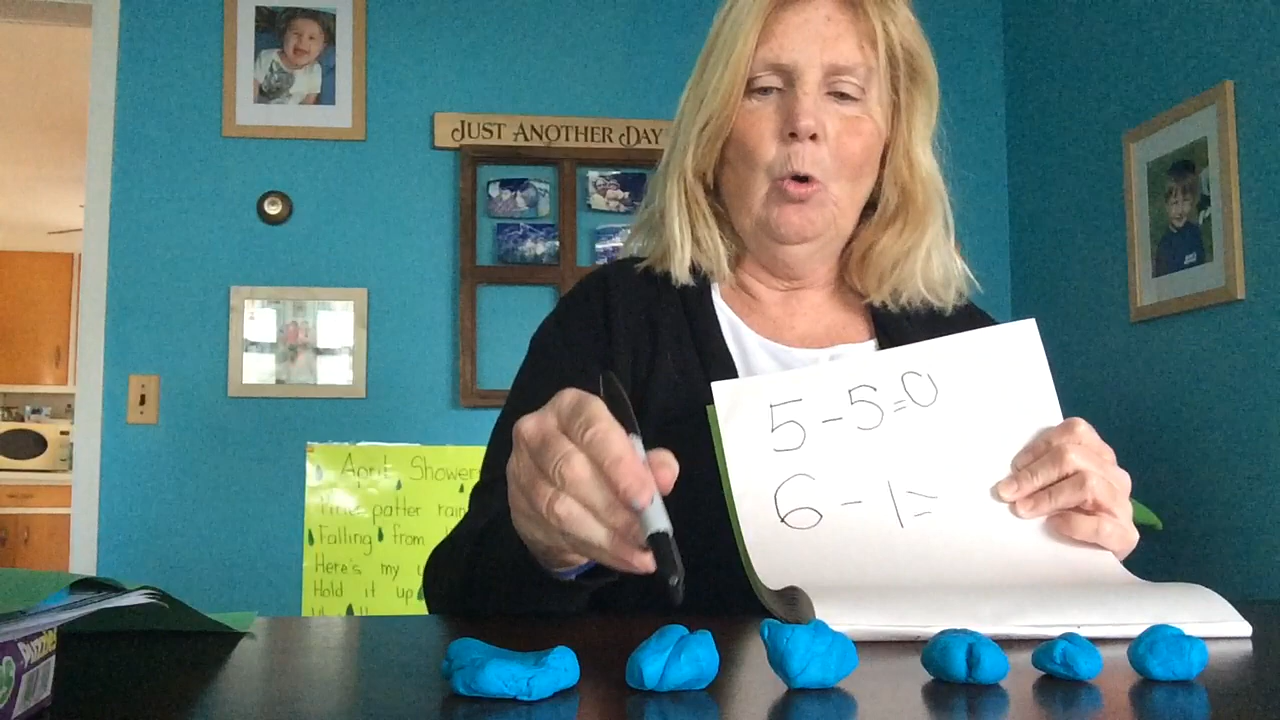 JUST ANOTHER DAY
5-5=0
6-1=
April Showers
patter rain
Falling from
Here's my
Hold it up